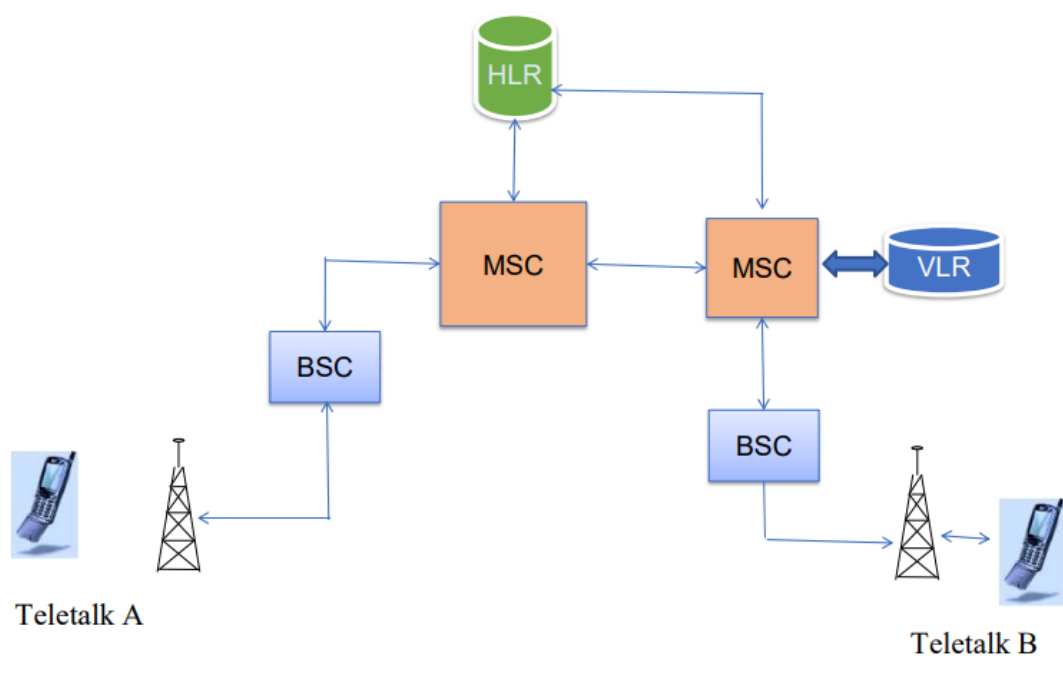 HLR
MSC
MSC
VLR
BSC
BSC
Teletalk A
Teletalk B